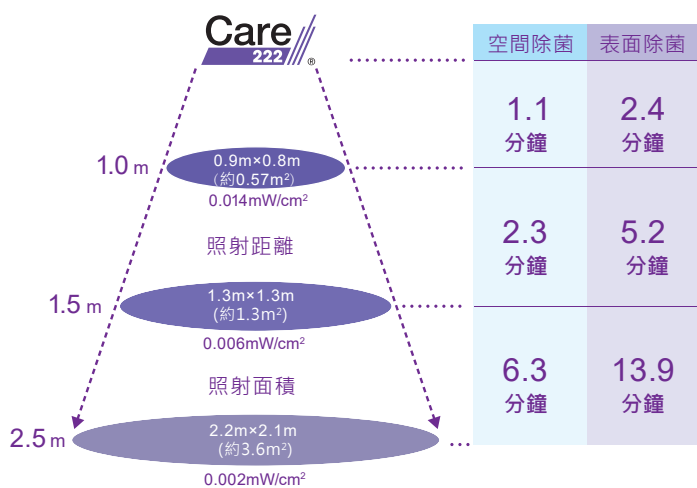 Care
222
®
空間除菌
表面除菌
1.1
分鐘
2.4
分鐘
1.0 m
0.9m×0.8m
(約0.57m²)
0.014mW/cm²
照射距離
2.3
分鐘
5.2
分鐘
1.5 m
1.3m×1.3m
(約1.3m²)
0.006mW/cm²
照射面積
6.3
分鐘
13.9
分鐘
2.5 m
2.2m×2.1m
(約3.6m²)
0.002mW/cm²